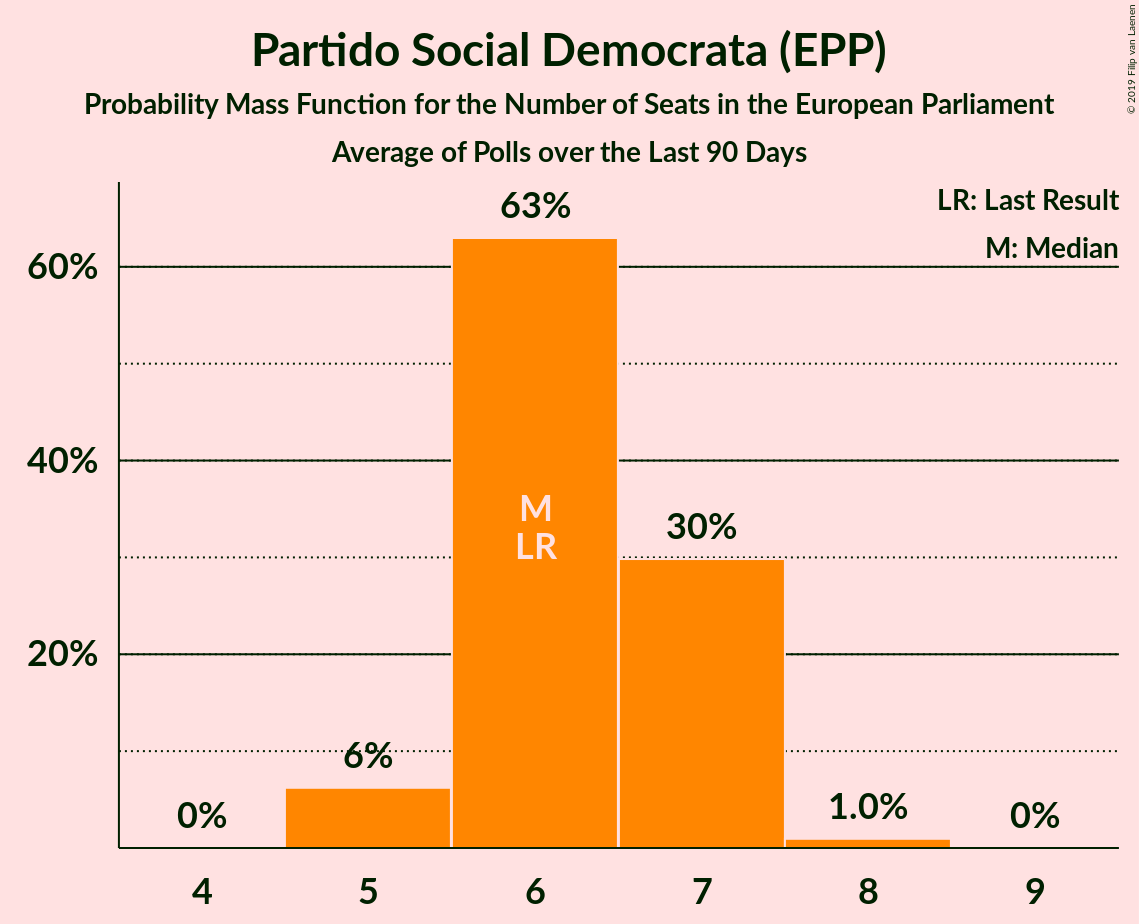 Partido Social Democrata (EPP)
Probability Mass Function for the Number of Seats in the European Parliament
Average of Polls over the Last 90 Days
© 2019 Filip van Laenen
LR: Last Result
M: Median
63%
60%
40%
M
LR
30%
20%
6%
0%
1.0%
0%
4 5 6 7 8 9